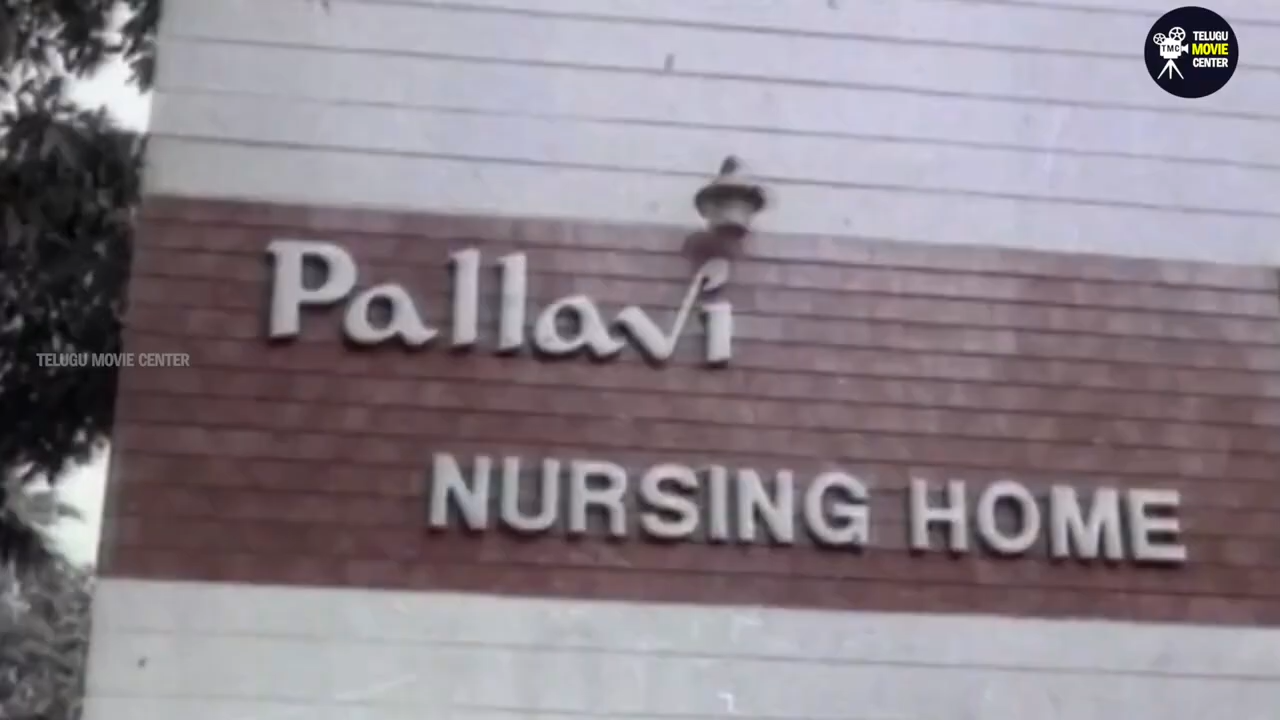 TELUGU
MOVIE
CENTER
TMC
Pallavi
TELUGU MOVIE CENTER
NURSING HOME